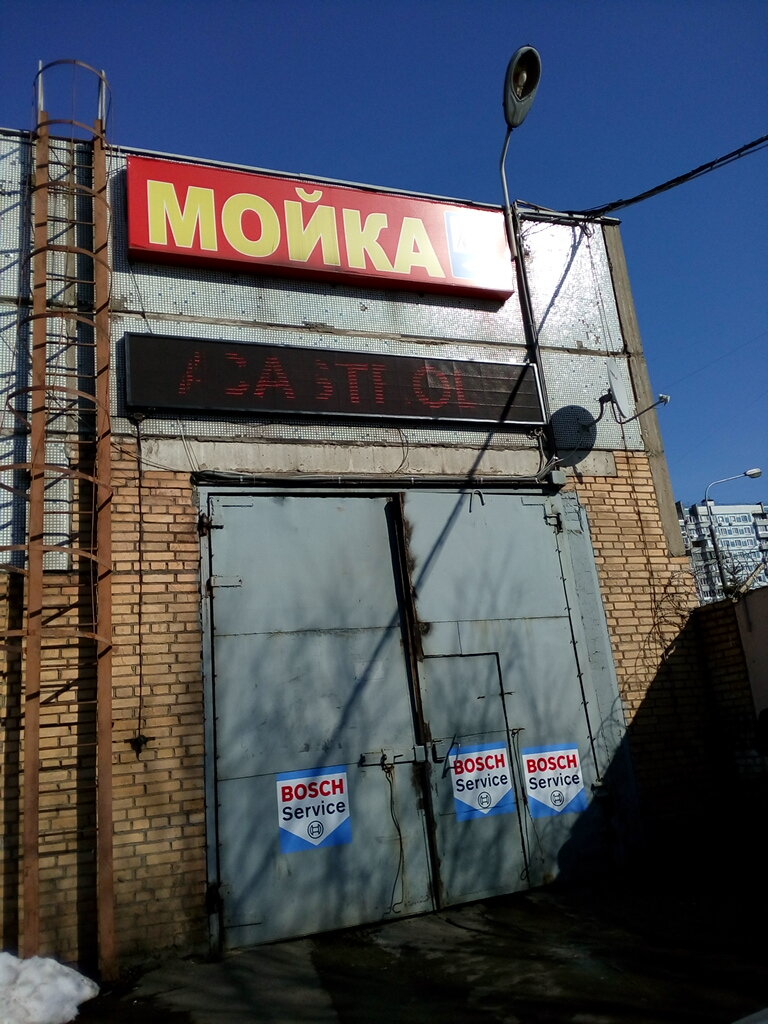 МОЙКА
CASTROL
BOSCH
Service
BOSCH
Service
BOSCH
Service